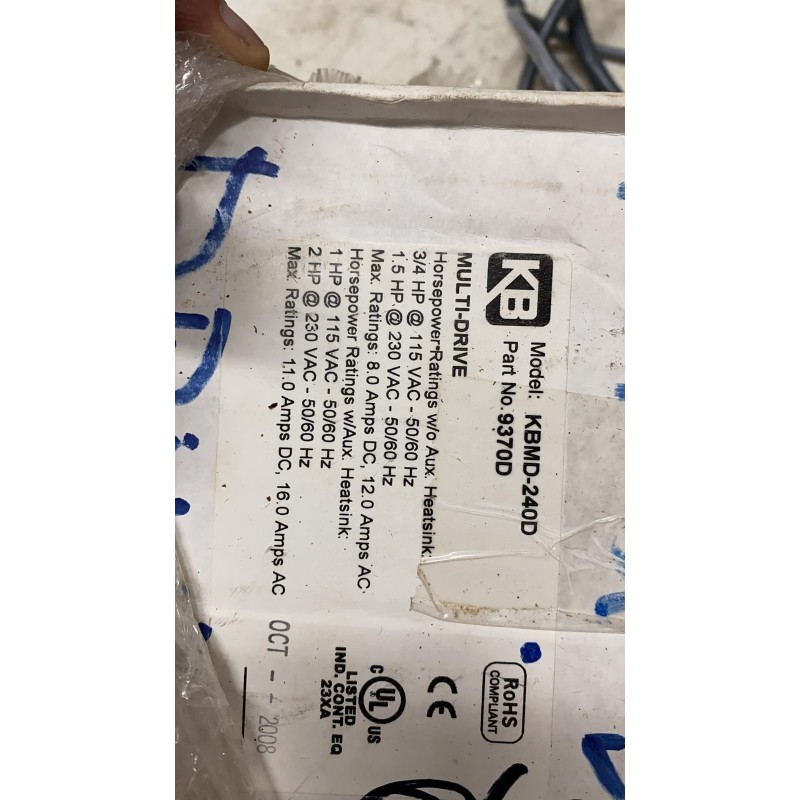 KB
Model: KBMD-240D
Part No. 9370D
MULTI-DRIVE
Horsepower Ratings w/o Aux. Heatsink:
3/4 HP @ 115 VAC - 50/60 Hz
1.5 HP @ 230 VAC - 50/60 Hz
Max. Ratings: 8.0 Amps DC, 12.0 Amps AC
Horsepower Ratings w/Aux. Heatsink:
1 HP @ 115 VAC - 50/60 Hz
2 HP @ 230 VAC - 50/60 Hz
Max. Ratings: 11.0 Amps DC, 16.0 Amps AC
RoHS
COMPLIANT
CE
C UL US
LISTED
IND. CONT. EQ
23XA
OCT - 2008